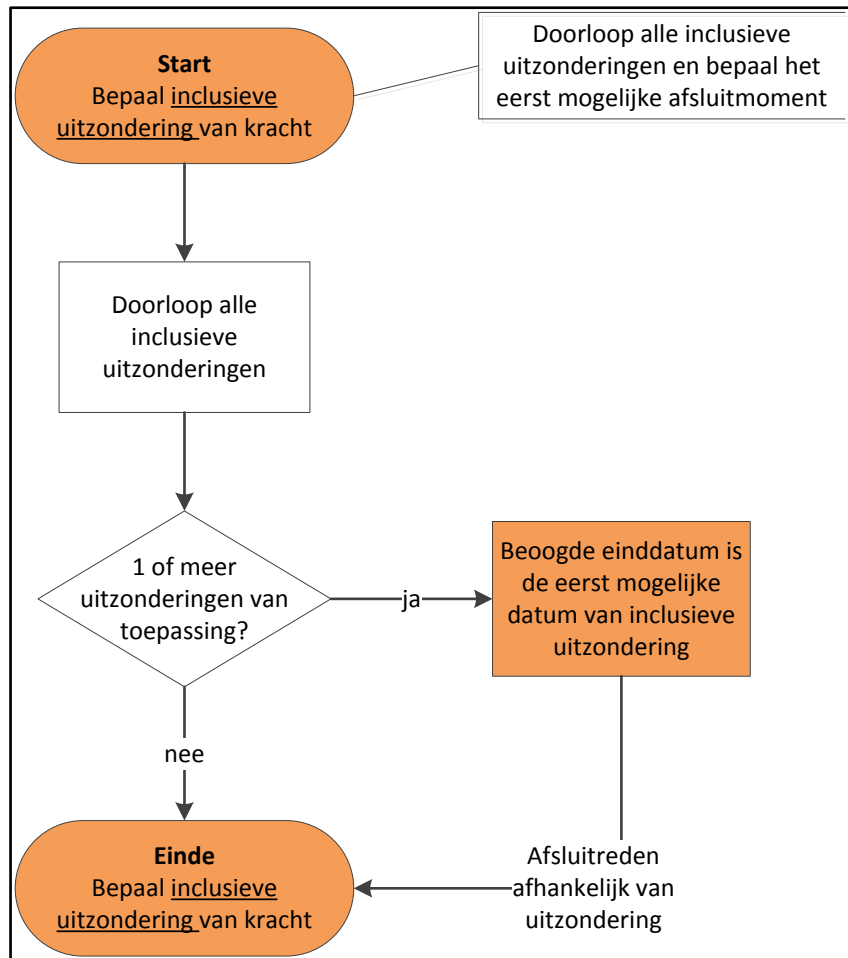 Start
Bepaal inclusieve
uitzondering van kracht
Doorloop alle inclusieve
uitzonderingen en bepaal het
eerst mogelijke afsluitmoment
Doorloop alle
inclusieve
uitzonderingen
1 of meer
uitzonderingen van
toepassing?
ja
Beoogde einddatum is
de eerst mogelijke
datum van inclusieve
uitzondering
nee
Einde
Bepaal inclusieve
uitzondering van kracht
Afsluitreden
afhankelijk van
uitzondering